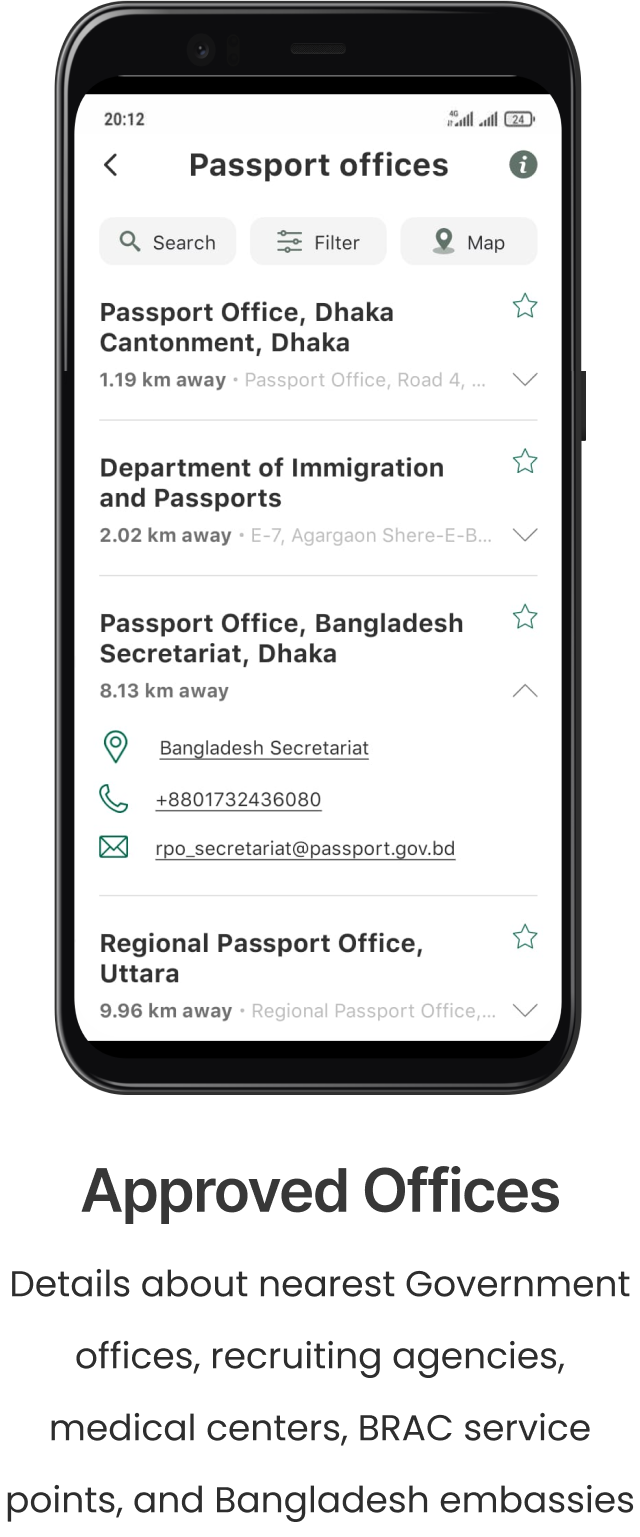 20:12
4G
24
Passport offices
i
Search
Filter
Map
Passport Office, Dhaka
Cantonment, Dhaka
1.19 km away • Passport Office, Road 4, ...
Department of Immigration
and Passports
2.02 km away • E-7, Agargaon Shere-E-B...
Passport Office, Bangladesh
Secretariat, Dhaka
8.13 km away
Bangladesh Secretariat
+8801732436080
rpo_secretariat@passport.gov.bd
Regional Passport Office,
Uttara
9.96 km away • Regional Passport Office,...
Approved Offices
Details about nearest Government
offices, recruiting agencies,
medical centers, BRAC service
points, and Bangladesh embassies